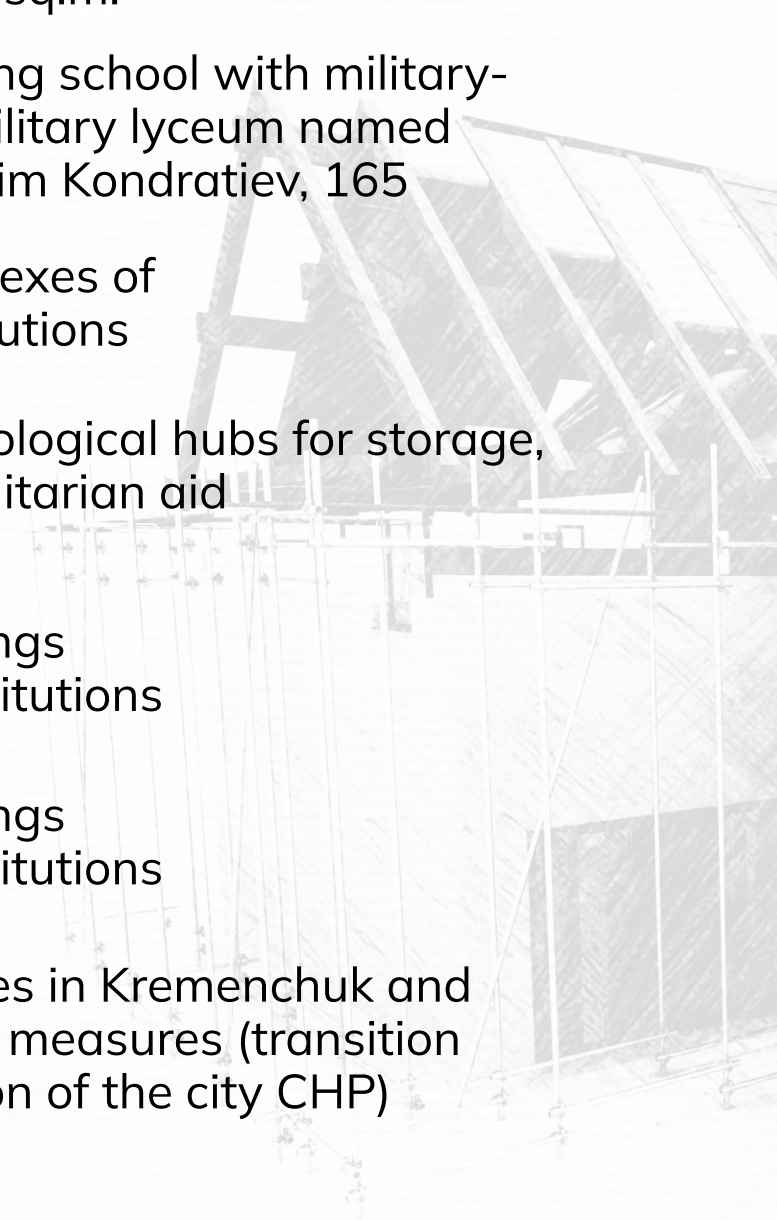 ng school with military-
ilitary lyceum named
im Kondratiev, 165
exes of
utions
ological hubs for storage,
itarian aid
ngs
itutions
ngs
itutions
es in Kremenchuk and
measures (transition
on of the city CHP)